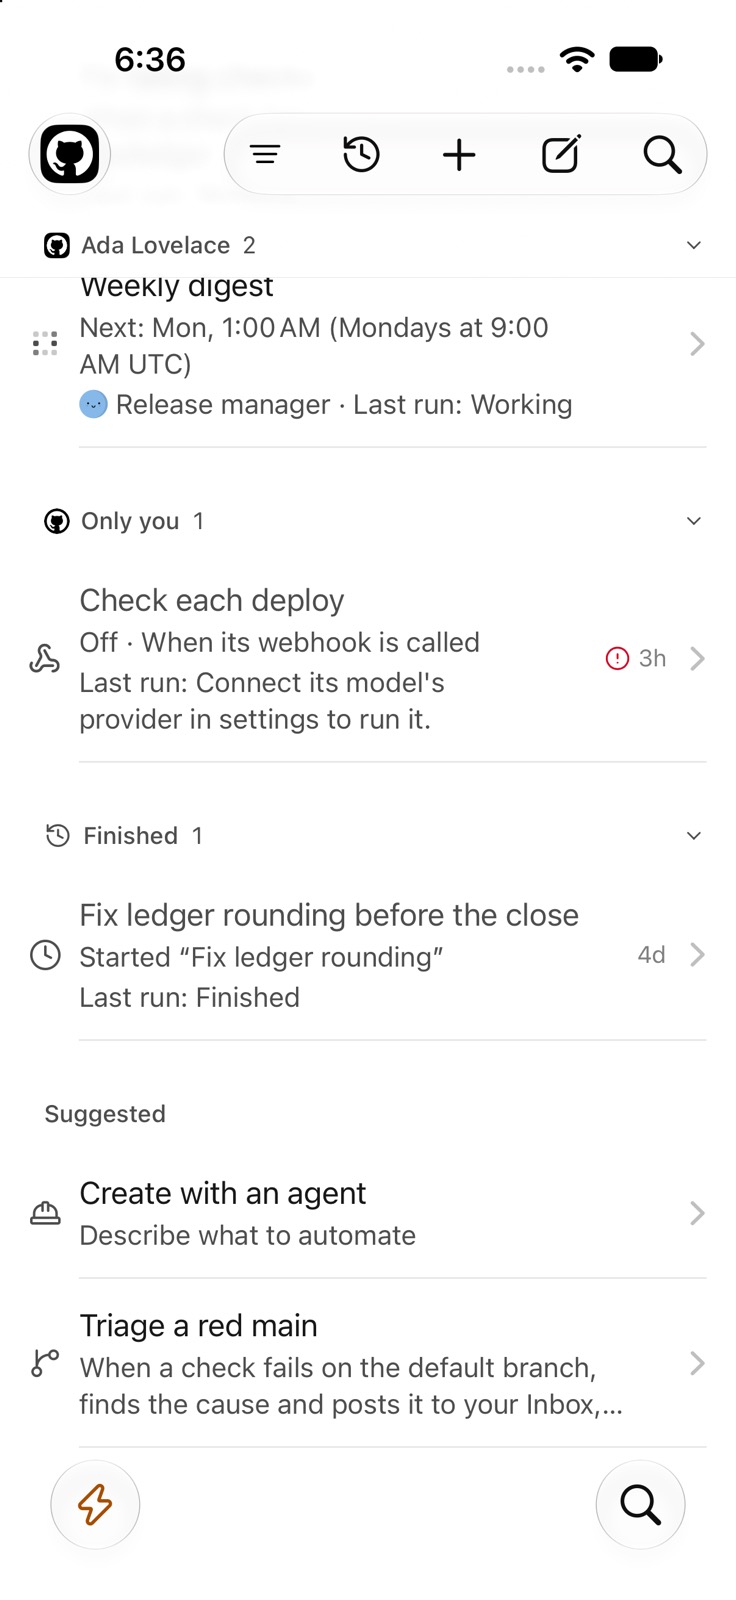 6:36
Ada Lovelace 2
Weekly digest
Next: Mon, 1:00 AM (Mondays at 9:00
AM UTC)
Release manager · Last run: Working
Only you 1
Check each deploy
Off · When its webhook is called
Last run: Connect its model's
provider in settings to run it.
3h
Finished 1
Fix ledger rounding before the close
Started “Fix ledger rounding”
Last run: Finished
4d
Suggested
Create with an agent
Describe what to automate
Triage a red main
When a check fails on the default branch,
finds the cause and posts it to your Inbox,...